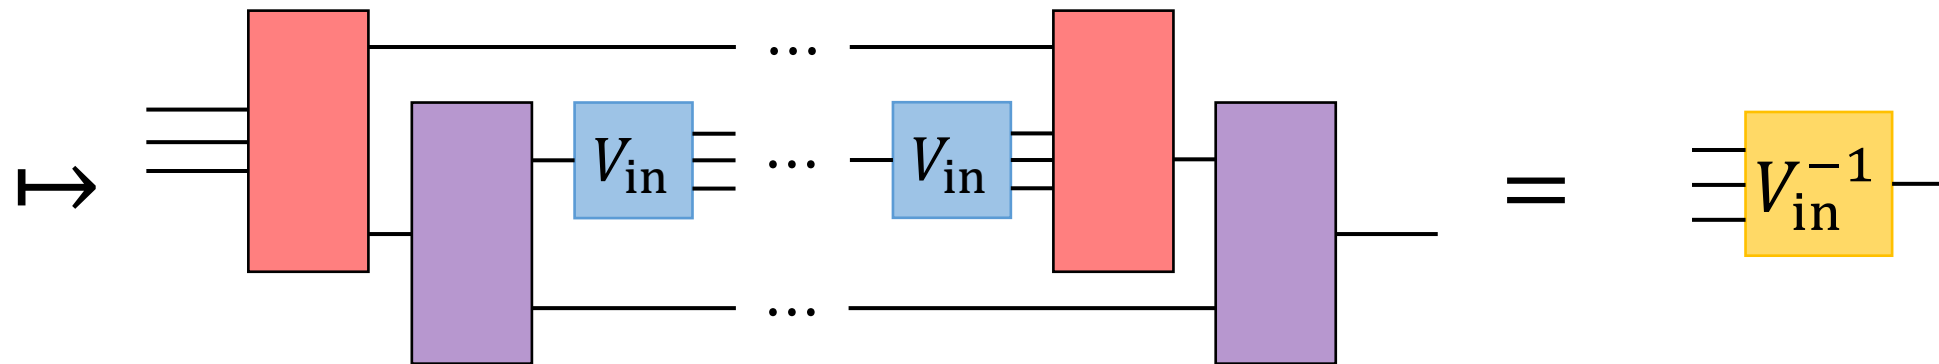 ↦ ... V_in ... V_in ... = V_in^{-1}